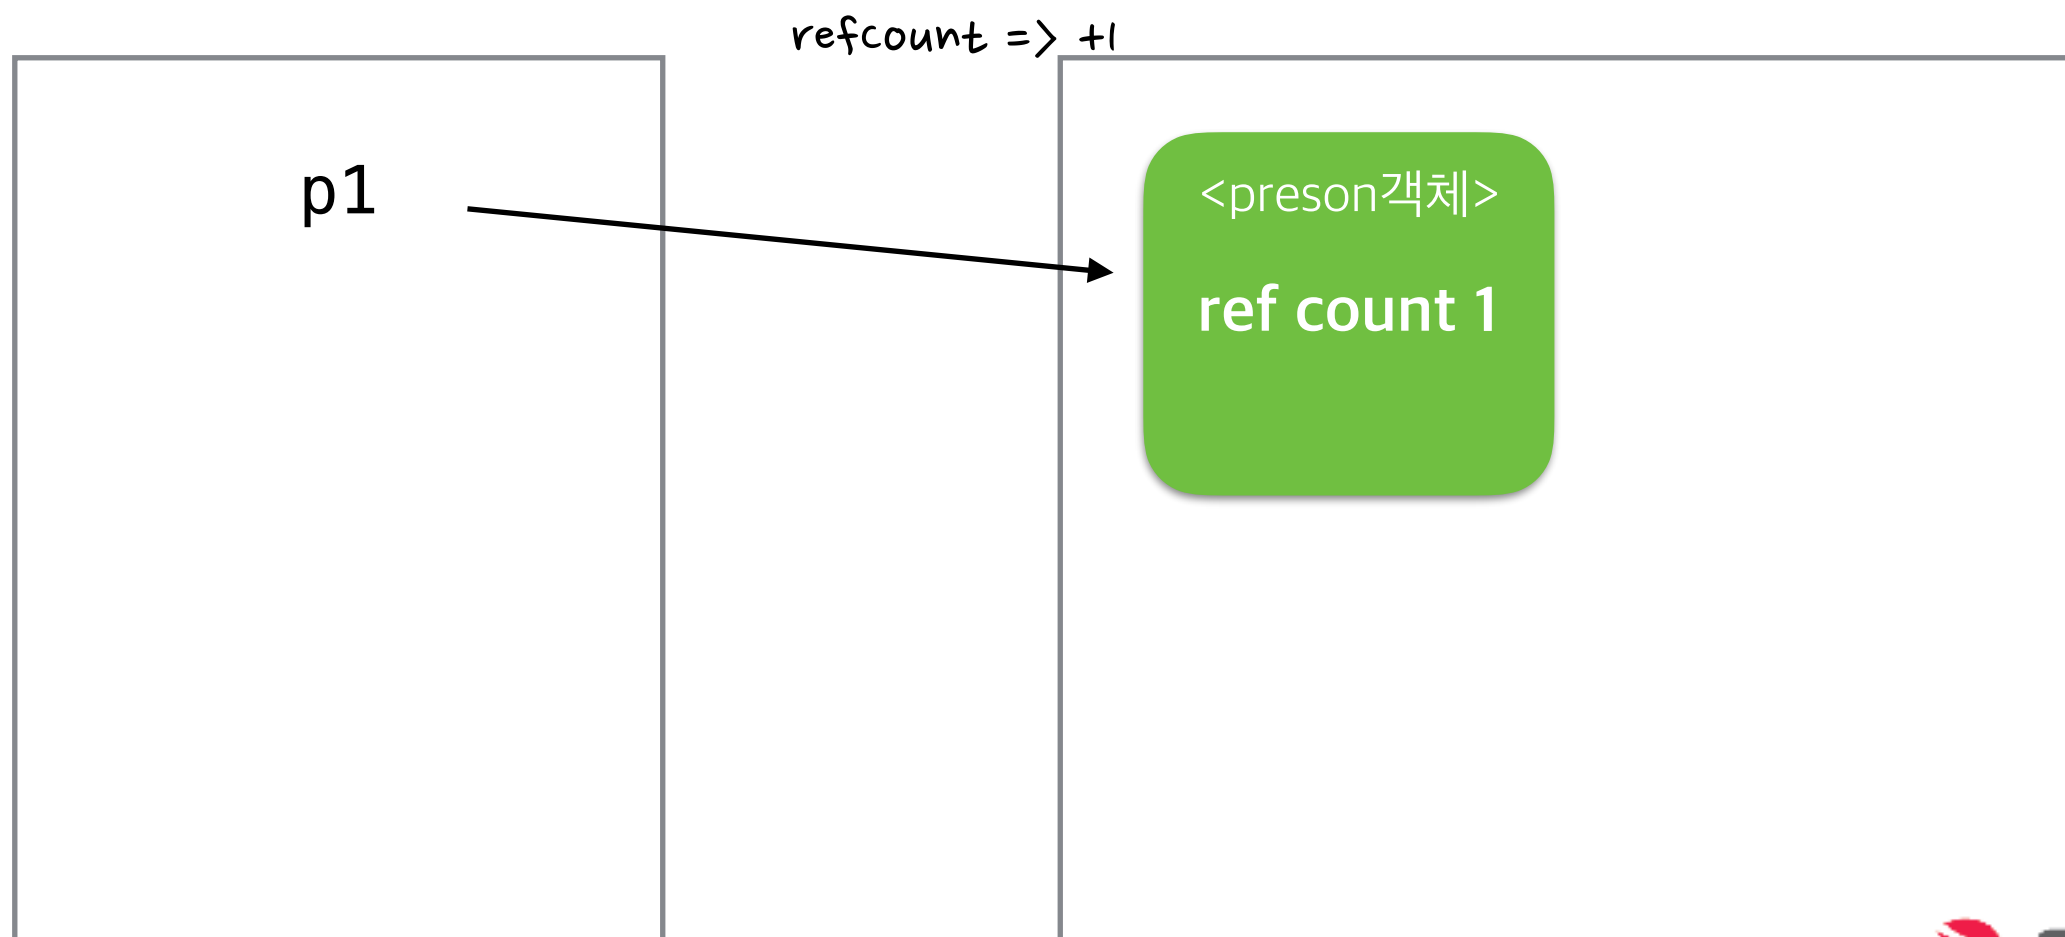 refcount => +1
p1
<preson객체>
ref count 1